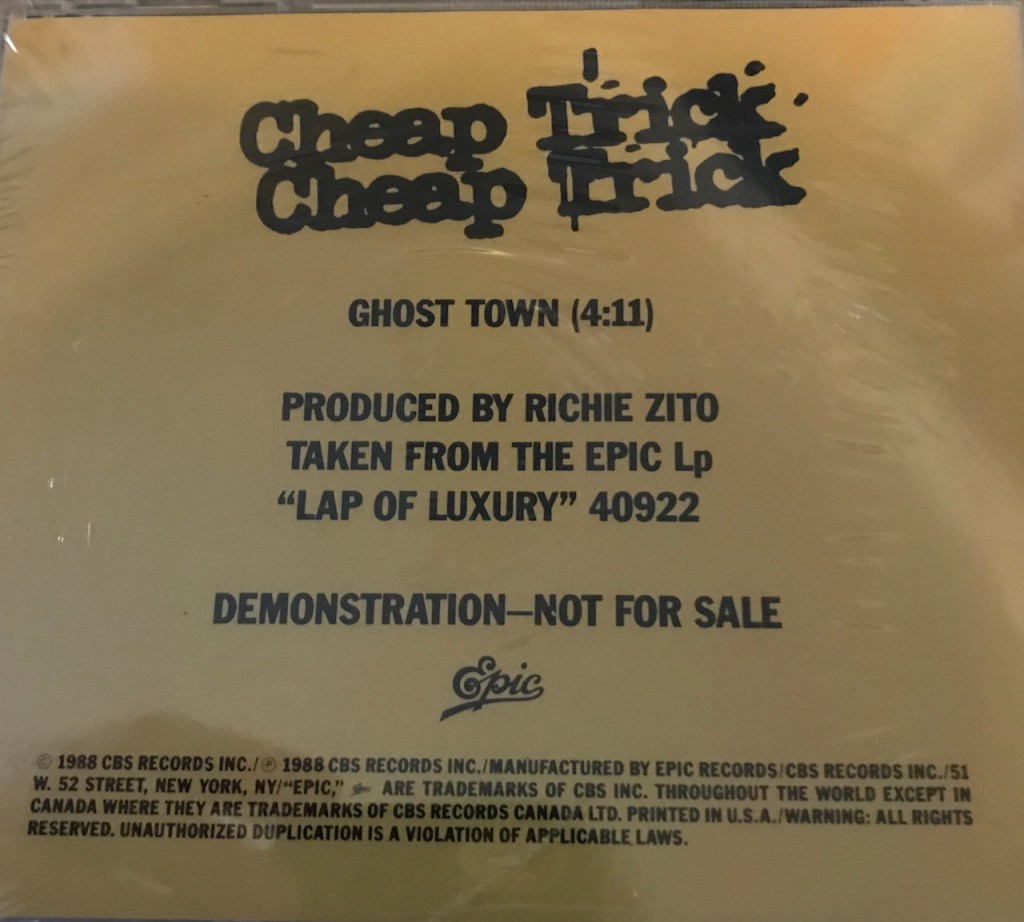 Cheap Trick
Cheap Trick
GHOST TOWN (4:11)
PRODUCED BY RICHIE ZITO
TAKEN FROM THE EPIC Lp
“LAP OF LUXURY” 40922
DEMONSTRATION—NOT FOR SALE
Epic
© 1988 CBS RECORDS INC./℗ 1988 CBS RECORDS INC./MANUFACTURED BY EPIC RECORDS/CBS RECORDS INC./51
W. 52 STREET, NEW YORK, NY/“EPIC,” ARE TRADEMARKS OF CBS INC. THROUGHOUT THE WORLD EXCEPT IN
CANADA WHERE THEY ARE TRADEMARKS OF CBS RECORDS CANADA LTD. PRINTED IN U.S.A./WARNING: ALL RIGHTS
RESERVED. UNAUTHORIZED DUPLICATION IS A VIOLATION OF APPLICABLE LAWS.